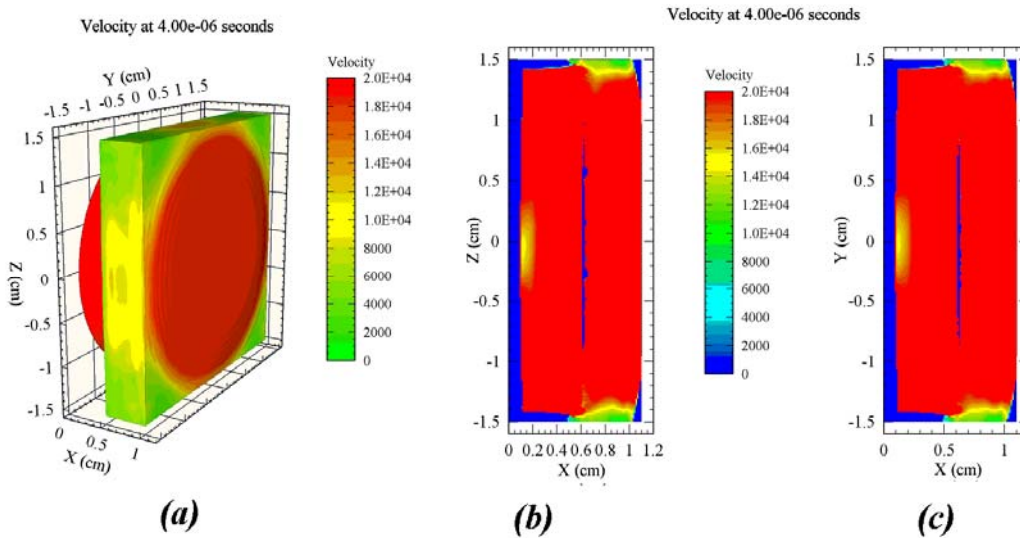 Velocity at 4.00e-06 seconds
Velocity at 4.00e-06 seconds
Y (cm)
-1.5 -1 -0.5 0 0.5 1 1.5
1.5
1
0.5
0
-0.5
-1
-1.5
Z (cm)
0
0.5
1
X (cm)
Velocity
2.0E+04
1.8E+04
1.6E+04
1.4E+04
1.2E+04
1.0E+04
8000
6000
4000
2000
0
(a)
1.5
1
0.5
0
-0.5
-1
-1.5
Z (cm)
0 0.2 0.4 0.6 0.8 1 1.2
X (cm)
(b)
Velocity
2.0E+04
1.8E+04
1.6E+04
1.4E+04
1.2E+04
1.0E+04
8000
6000
4000
2000
0
1.5
1
0.5
0
-0.5
-1
-1.5
Y (cm)
0 0.5 1
X (cm)
(c)